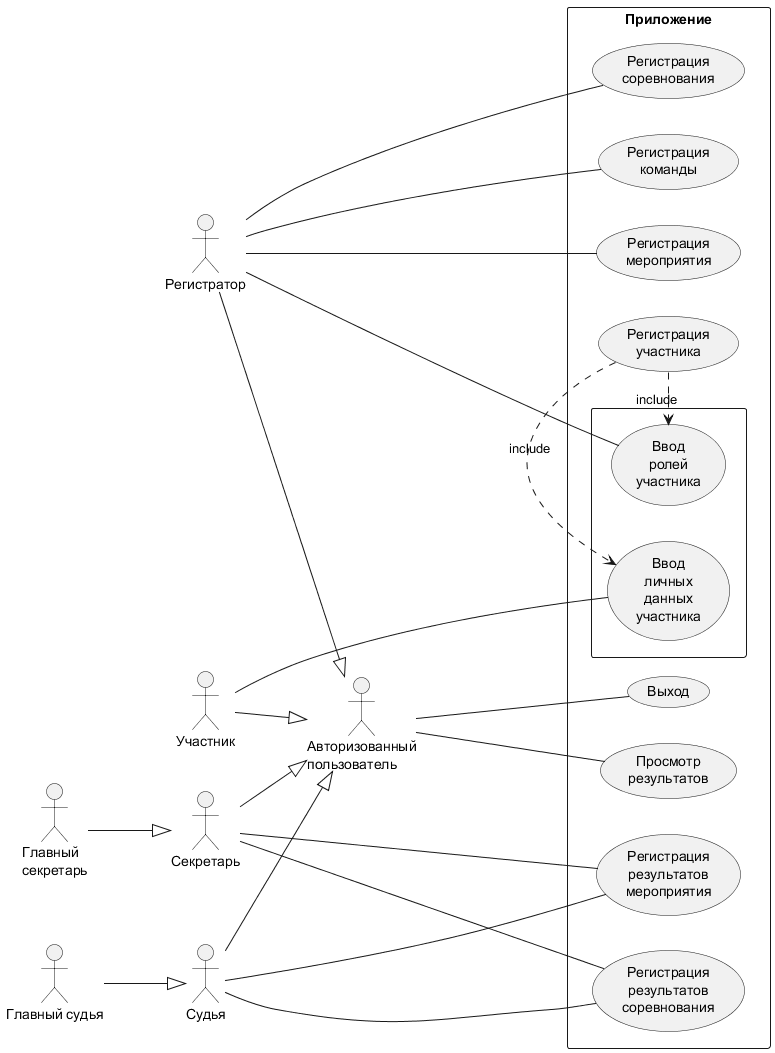 Приложение
Регистрация
соревнования
Регистрация
команды
Регистратор
Регистрация
мероприятия
Регистрация
участника
include
include
Ввод
ролей
участника
Ввод
личных
данных
участника
Участник
Авторизованный
пользователь
Выход
Просмотр
результатов
Главный
секретарь
Секретарь
Регистрация
результатов
мероприятия
Главный судья
Судья
Регистрация
результатов
соревнования